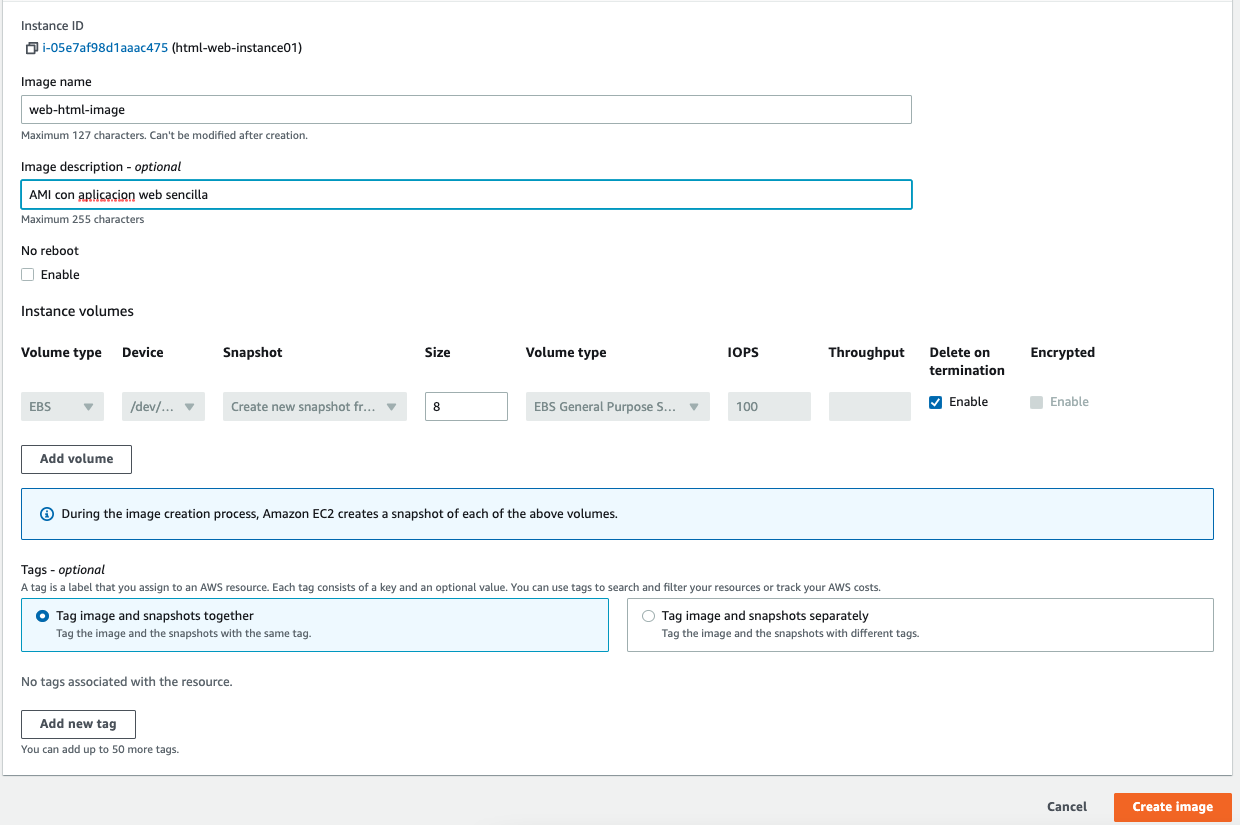 Instance ID
i-05e7af98d1aaac475 (html-web-instance01)
Image name
web-html-image
Maximum 127 characters. Can't be modified after creation.
Image description - optional
AMI con aplicacion web sencilla
Maximum 255 characters
No reboot
Enable
Instance volumes
Volume type Device Snapshot Size Volume type IOPS Throughput Delete on termination Encrypted
EBS /dev/... Create new snapshot fr... 8 EBS General Purpose S... 100 Enable Enable
Add volume
During the image creation process, Amazon EC2 creates a snapshot of each of the above volumes.
Tags - optional
A tag is a label that you assign to an AWS resource. Each tag consists of a key and an optional value. You can use tags to search and filter your resources or track your AWS costs.
Tag image and snapshots together
Tag the image and the snapshots with the same tag.
Tag image and snapshots separately
Tag the image and the snapshots with different tags.
No tags associated with the resource.
Add new tag
You can add up to 50 more tags.
Cancel Create image